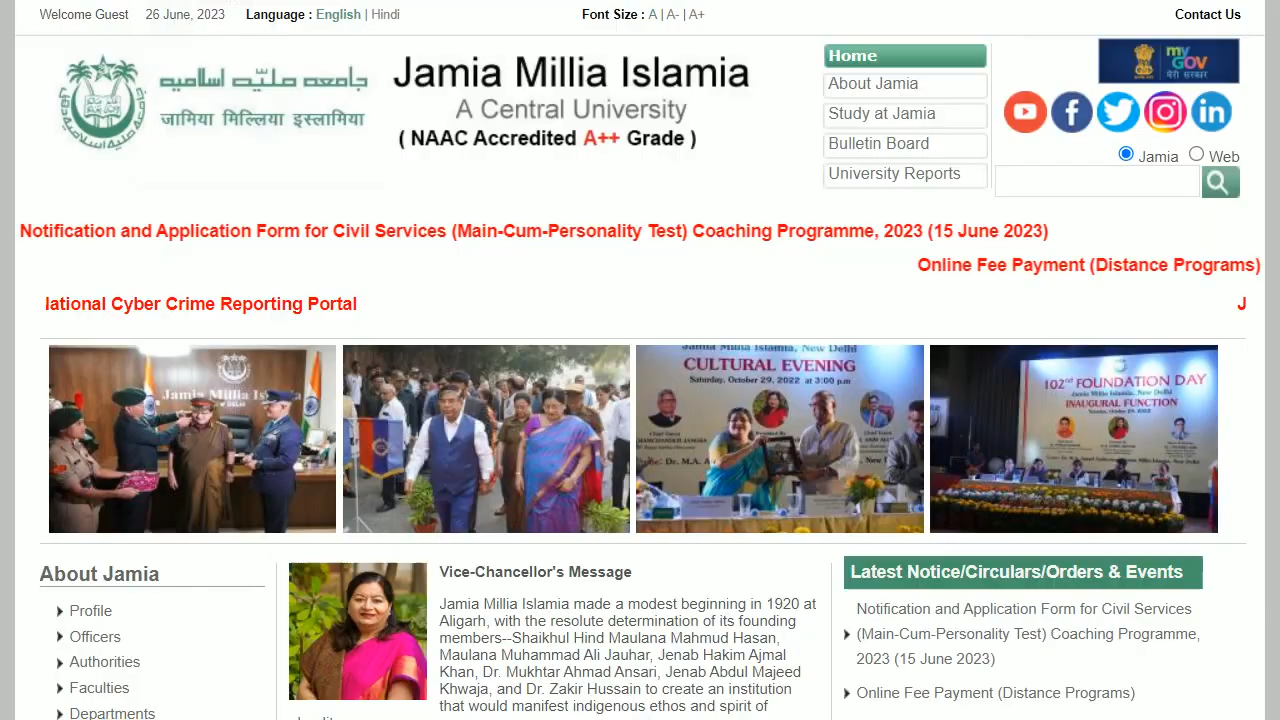 Welcome Guest 26 June, 2023 Language : English | Hindi Font Size : A | A- | A+ Contact Us
جامعہ ملیّہ اسلامیہ
जामिया मिल्लिया इस्लामिया
Jamia Millia Islamia
A Central University
( NAAC Accredited A++ Grade )
Home
About Jamia
Study at Jamia
Bulletin Board
University Reports
my
GOV
मेरी सरकार
Jamia Web
Notification and Application Form for Civil Services (Main-Cum-Personality Test) Coaching Programme, 2023 (15 June 2023)
Online Fee Payment (Distance Programs)
lational Cyber Crime Reporting Portal J
Jamia Millia
Jamia Millia Islamia, New Delhi
CULTURAL EVENING
Saturday, October 29, 2022 at 3:00 p.m
102nd FOUNDATION DAY
Jamia Millia Islamia, New Delhi
INAUGURAL FUNCTION
About Jamia
Profile
Officers
Authorities
Faculties
Departments
Vice-Chancellor's Message
Jamia Millia Islamia made a modest beginning in 1920 at
Aligarh, with the resolute determination of its founding
members--Shaikhul Hind Maulana Mahmud Hasan,
Maulana Muhammad Ali Jauhar, Jenab Hakim Ajmal
Khan, Dr. Mukhtar Ahmad Ansari, Jenab Abdul Majeed
Khwaja, and Dr. Zakir Hussain to create an institution
that would manifest indigenous ethos and spirit of
Latest Notice/Circulars/Orders & Events
Notification and Application Form for Civil Services
(Main-Cum-Personality Test) Coaching Programme,
2023 (15 June 2023)
Online Fee Payment (Distance Programs)